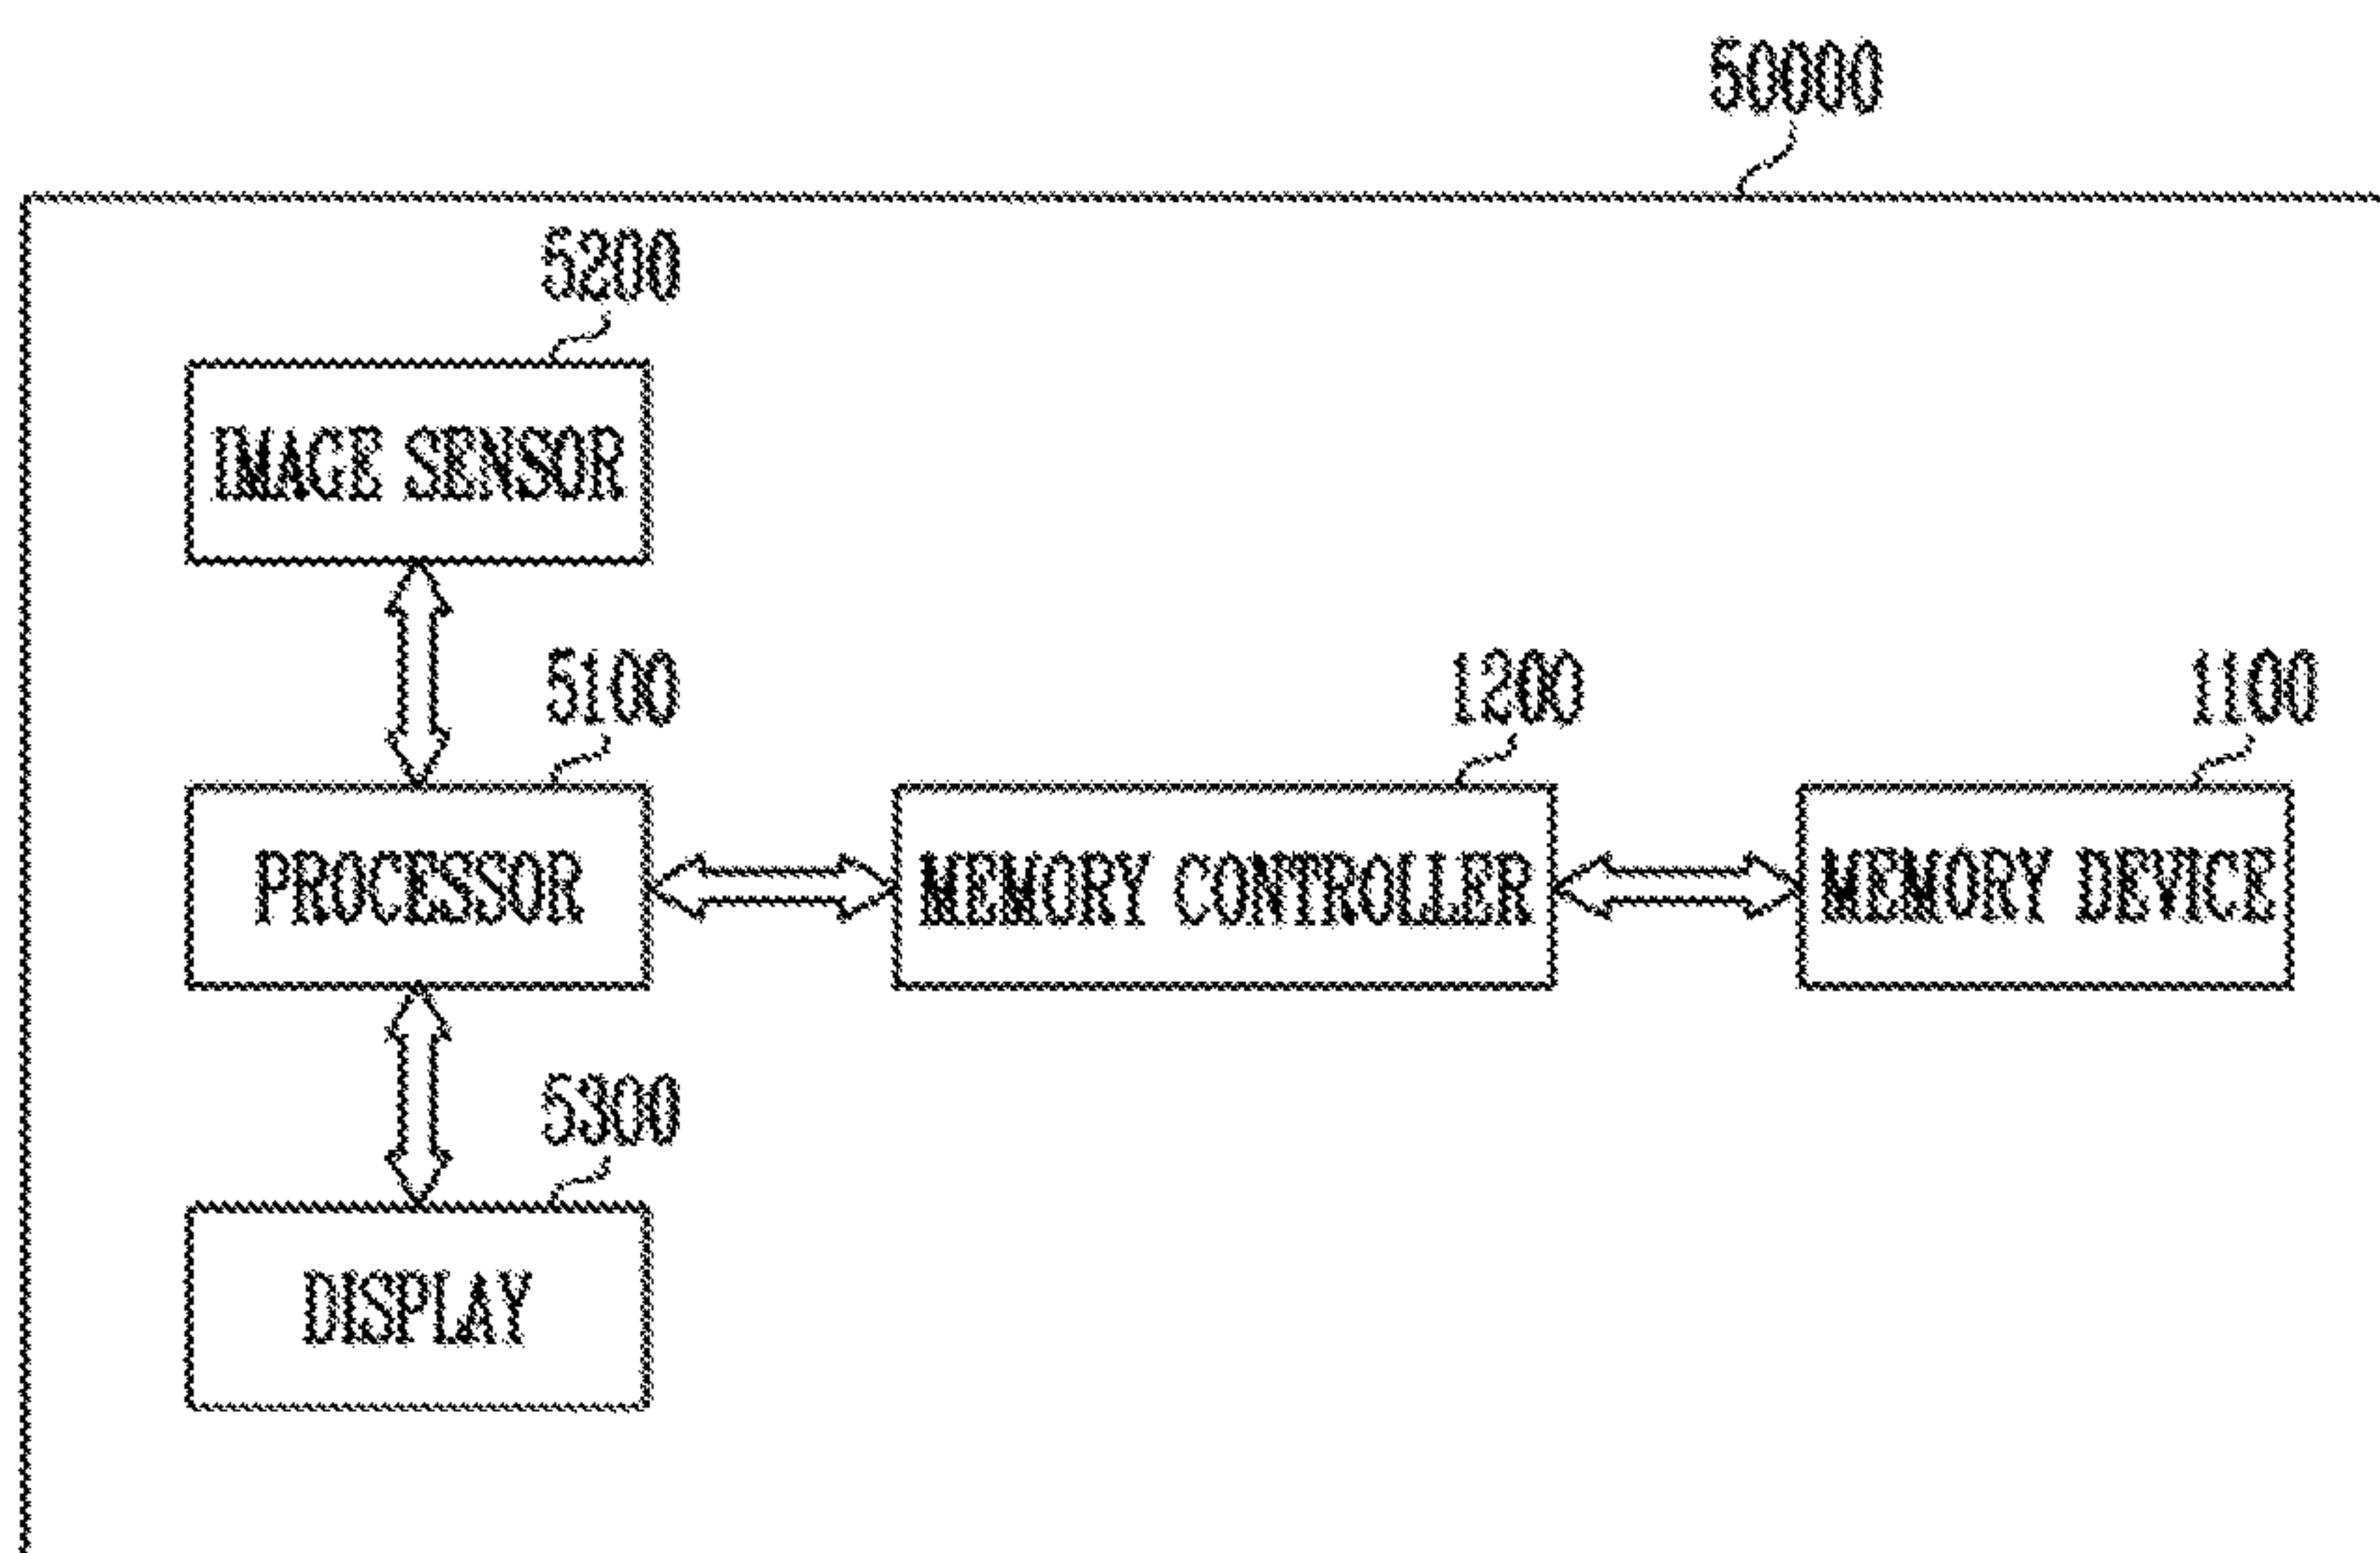 50000
5200
IMAGE SENSOR
5100
1200
1100
PROCESSOR
MEMORY CONTROLLER
MEMORY DEVICE
5300
DISPLAY